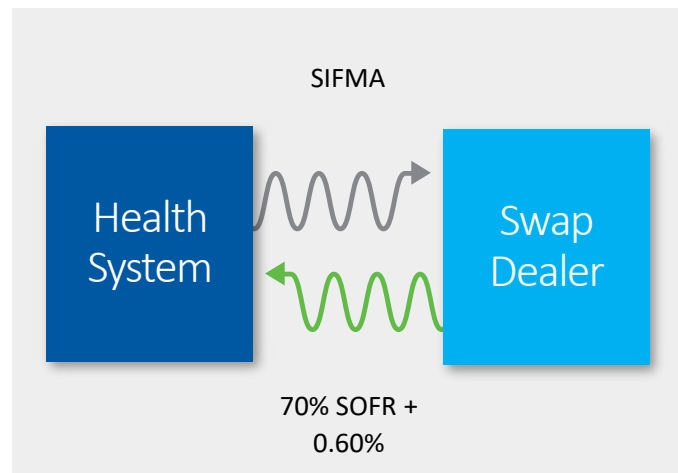 SIFMA
Health
System
Swap
Dealer
70% SOFR +
0.60%